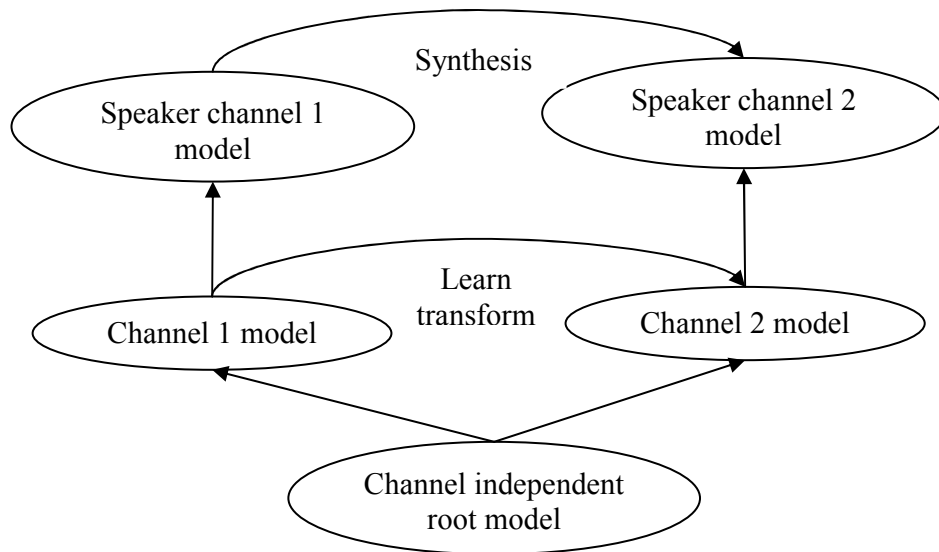 Synthesis
Speaker channel 1
model
Speaker channel 2
model
Learn
transform
Channel 1 model
Channel 2 model
Channel independent
root model